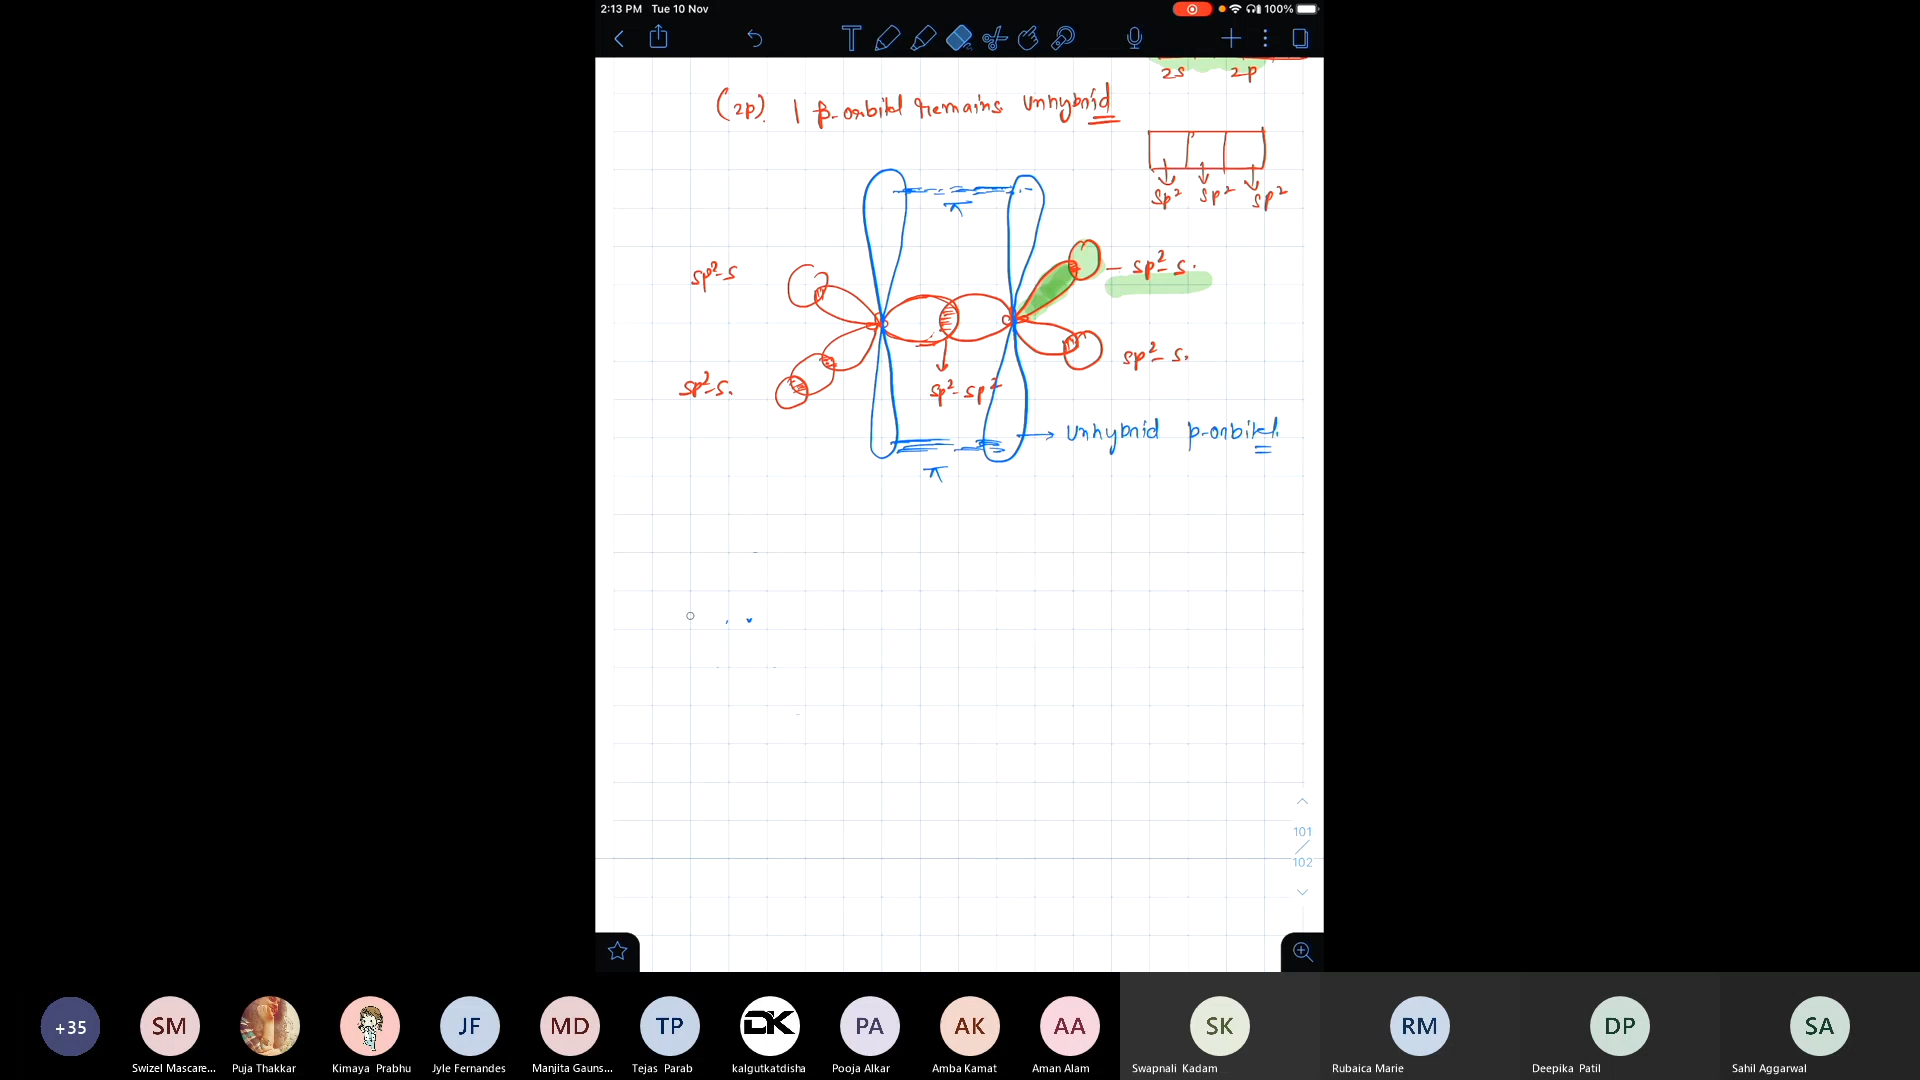 2:13 PM Tue 10 Nov
100%
2s 2p
(2p). 1 p-orbital remains unhybrid
sp² sp² sp²
π
sp²-s
sp²-s.
sp²-s.
sp²-s.
sp²-sp²
unhybrid p-orbital.
π
101
102
+35
SM
JF
MD
TP
DK
PA
AK
AA
SK
RM
DP
SA
Swizel Mascare...
Puja Thakkar
Kimaya Prabhu
Jyle Fernandes
Manjita Gauns...
Tejas Parab
kalgutkatdisha
Pooja Alkar
Amba Kamat
Aman Alam
Swapnali Kadam
Rubaica Marie
Deepika Patil
Sahil Aggarwal